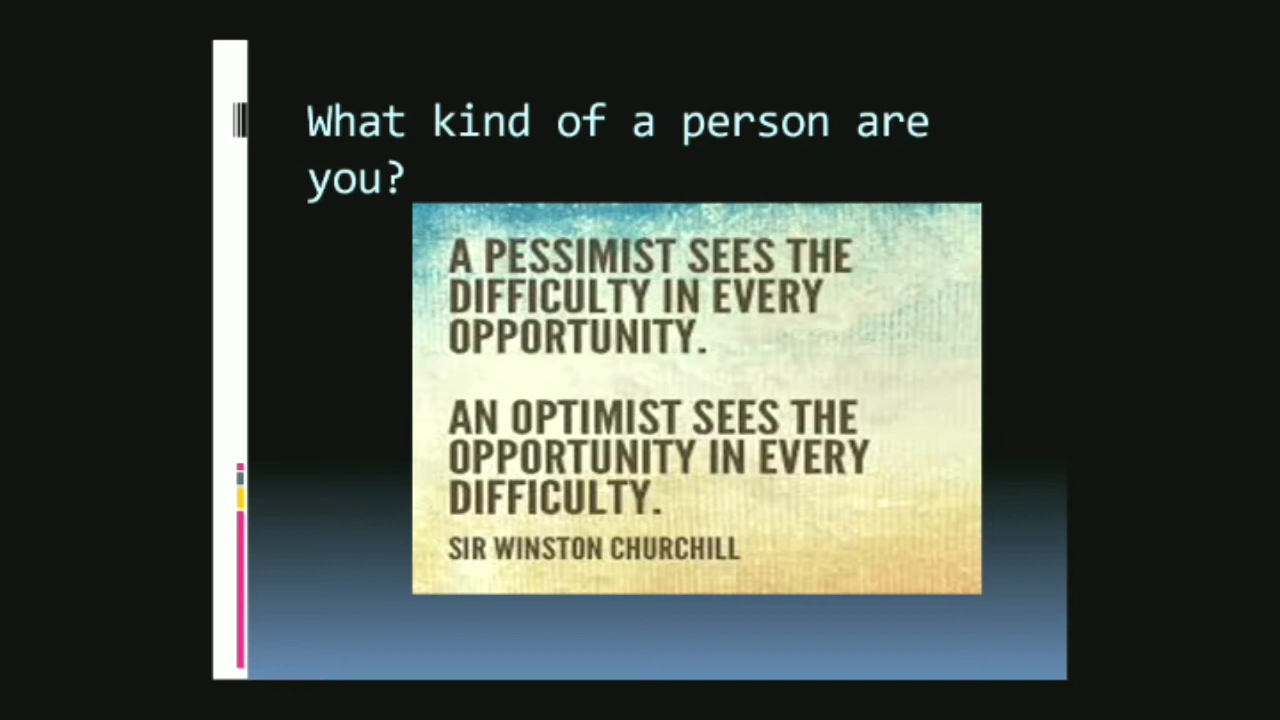 What kind of a person are
you?
A PESSIMIST SEES THE
DIFFICULTY IN EVERY
OPPORTUNITY.
AN OPTIMIST SEES THE
OPPORTUNITY IN EVERY
DIFFICULTY.
SIR WINSTON CHURCHILL